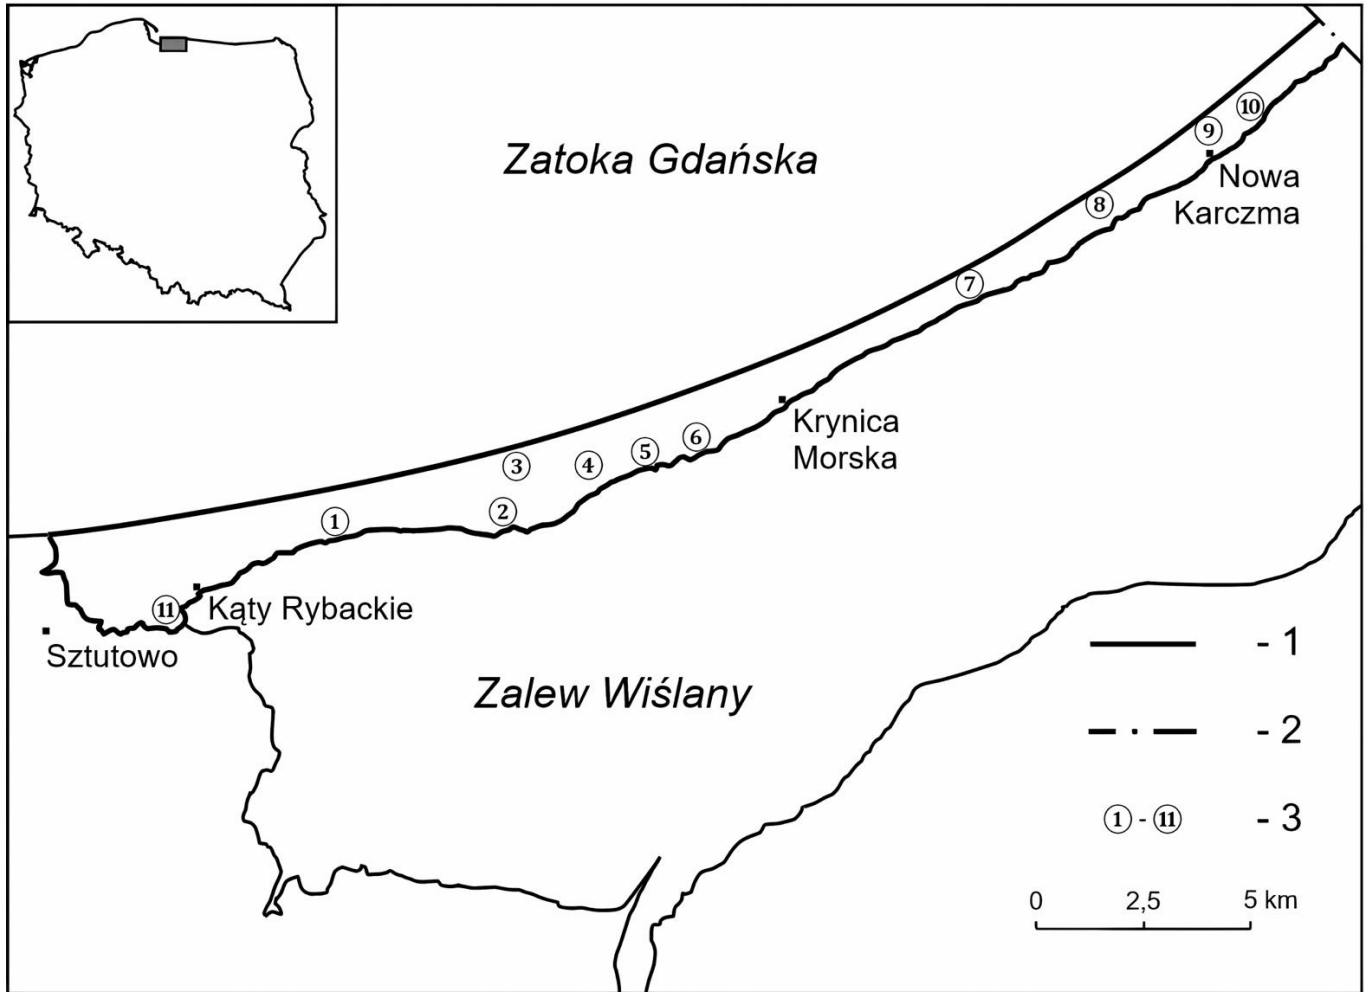 Zatoka Gdańska
10
9
Nowa
Karczma
8
7
Krynica
Morska
6
5
4
3
2
1
11
Kąty Rybackie
Sztutowo
Zalew Wiślany
- 1
- 2
1 - 11 - 3
0 2,5 5 km